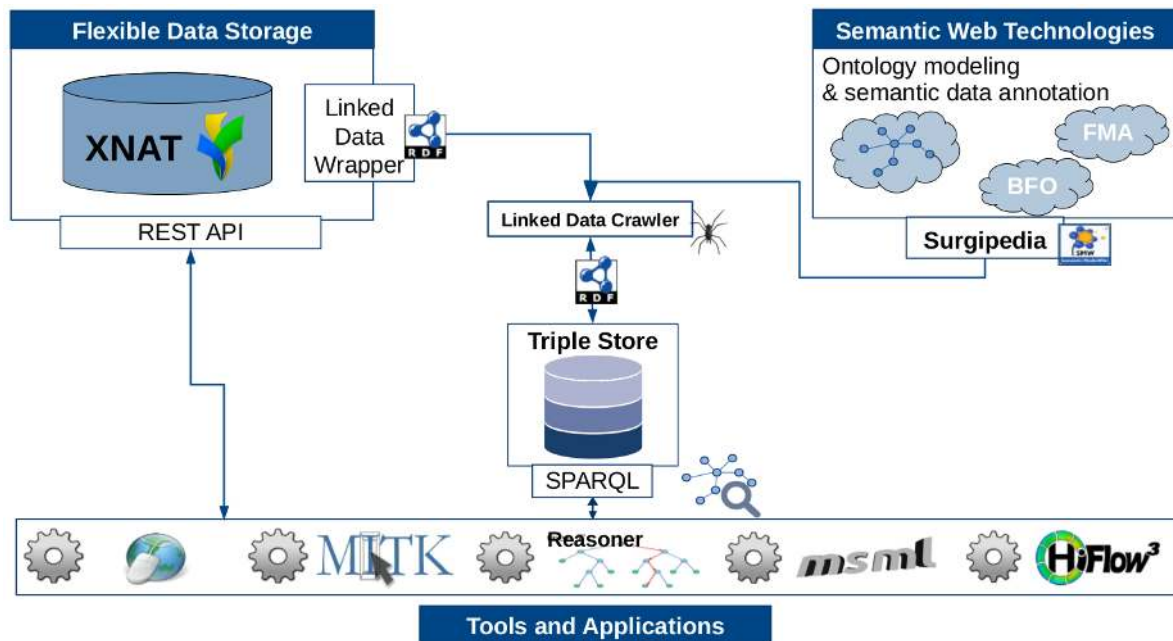 Flexible Data Storage
XNAT
Linked
Data
Wrapper
RDF
REST API
Semantic Web Technologies
Ontology modeling
& semantic data annotation
FMA
BFO
Surgipedia
SMW
Linked Data Crawler
RDF
Triple Store
SPARQL
MITK
Reasoner
msml
HiFlow³
Tools and Applications